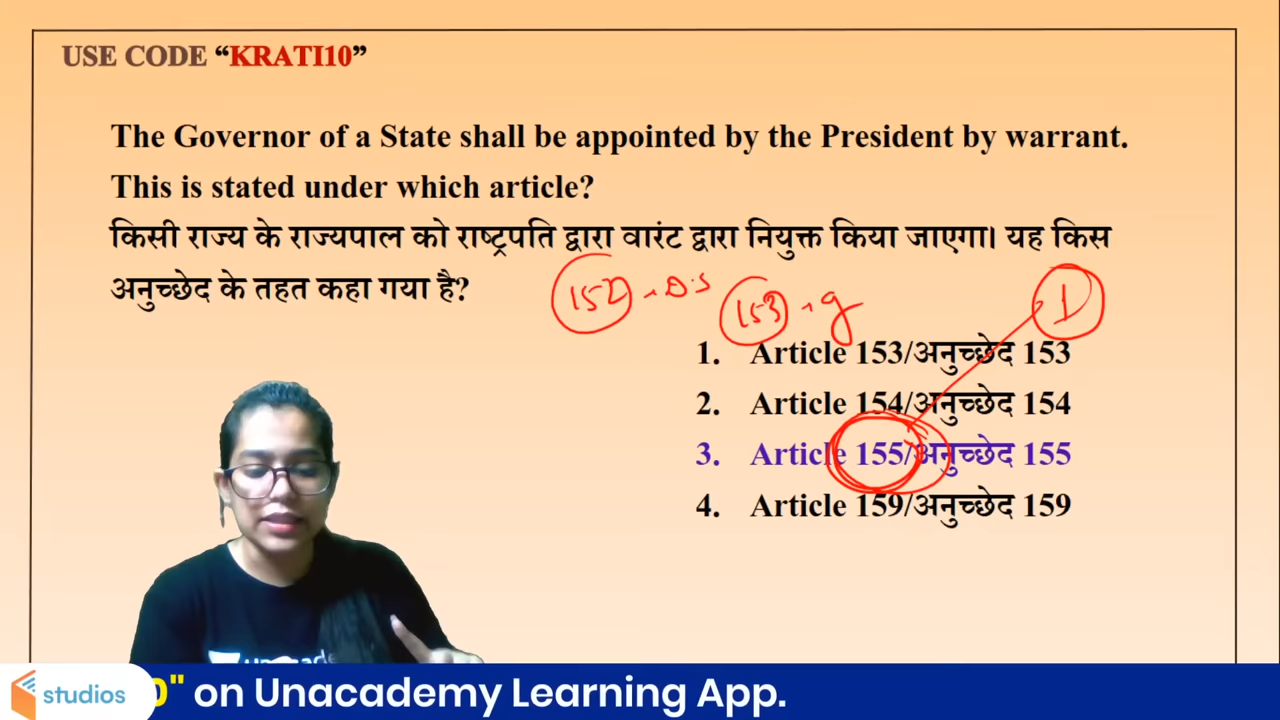 USE CODE “KRATI10”
The Governor of a State shall be appointed by the President by warrant.
This is stated under which article?
किसी राज्य के राज्यपाल को राष्ट्रपति द्वारा वारंट द्वारा नियुक्त किया जाएगा। यह किस
अनुच्छेद के तहत कहा गया है?
152 153 g
1. Article 153/अनुच्छेद 153
2. Article 154/अनुच्छेद 154
3. Article 155/अनुच्छेद 155
4. Article 159/अनुच्छेद 159
studios 0" on Unacademy Learning App.